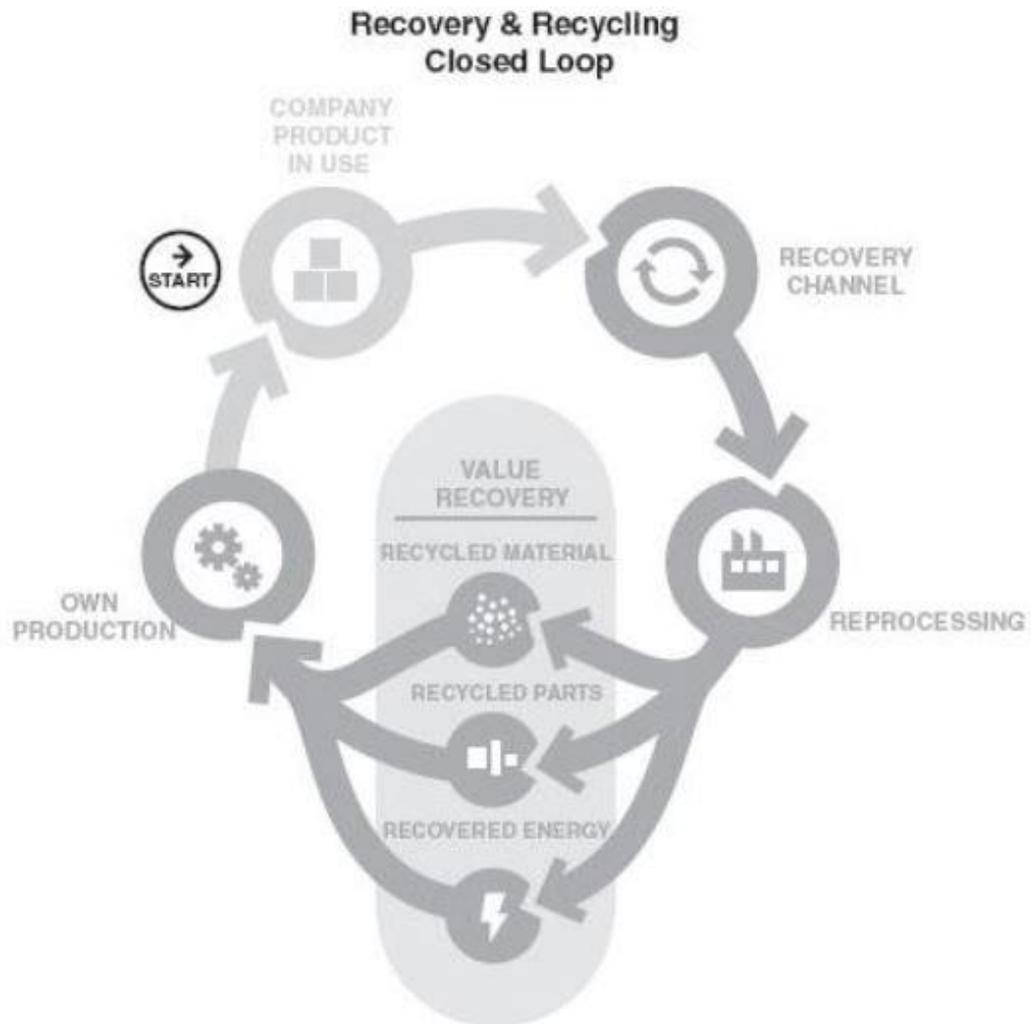 Recovery & Recycling
Closed Loop
COMPANY
PRODUCT
IN USE
START
RECOVERY
CHANNEL
VALUE
RECOVERY
RECYCLED MATERIAL
OWN
PRODUCTION
REPROCESSING
RECYCLED PARTS
RECOVERED ENERGY